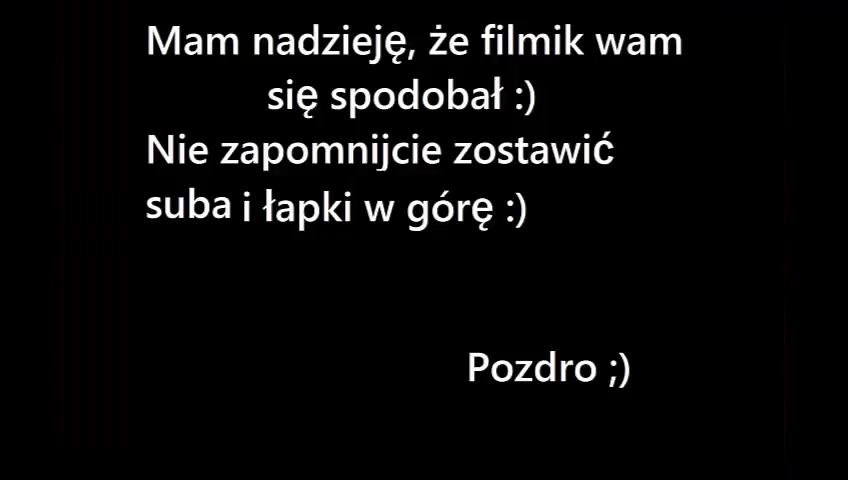 Mam nadzieję, że filmik wam
się spodobał :)
Nie zapomnijcie zostawić
suba i łapki w górę :)
Pozdro ;)